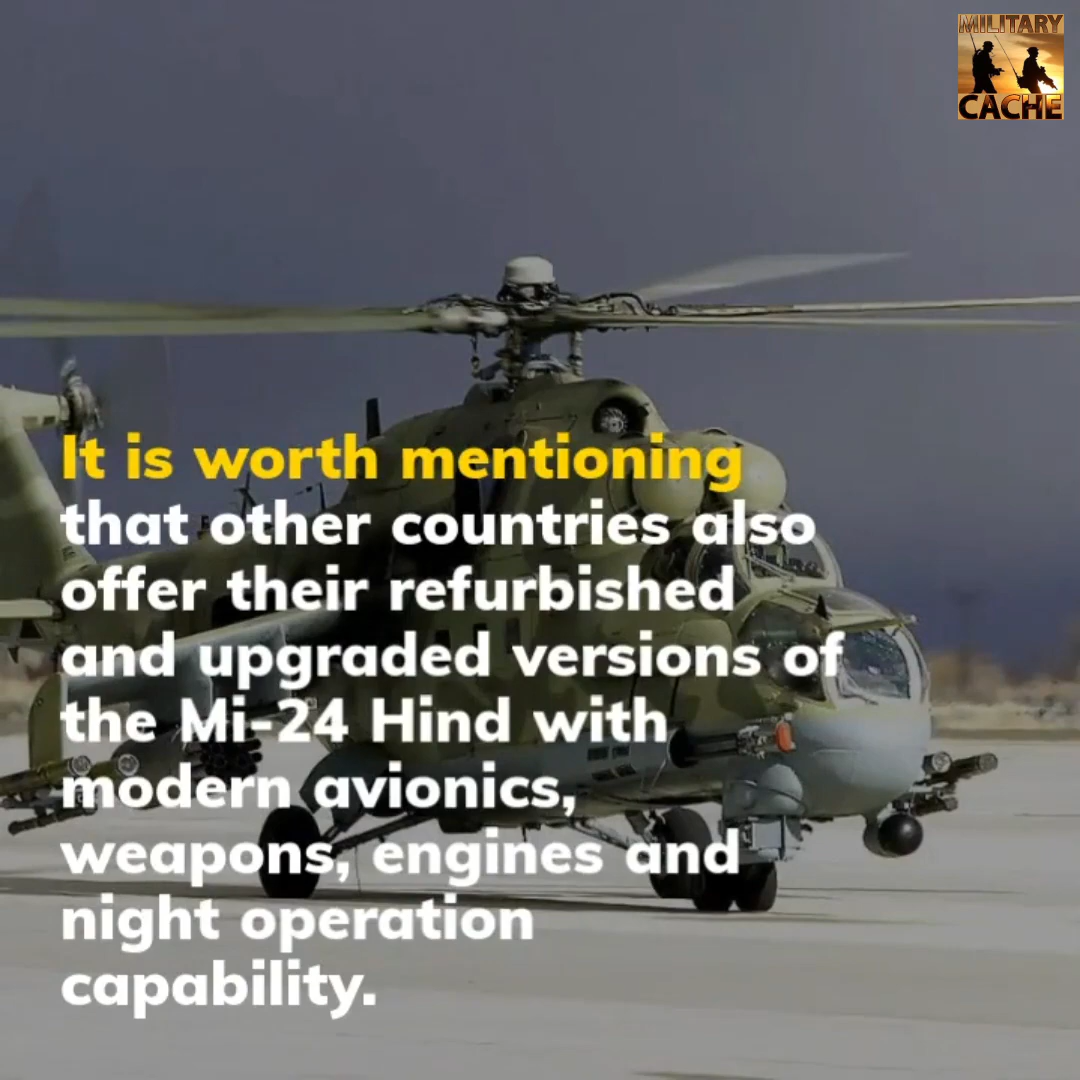 MILITARY
CACHE
It is worth mentioning
that other countries also
offer their refurbished
and upgraded versions of
the Mi-24 Hind with
modern avionics,
weapons, engines and
night operation
capability.